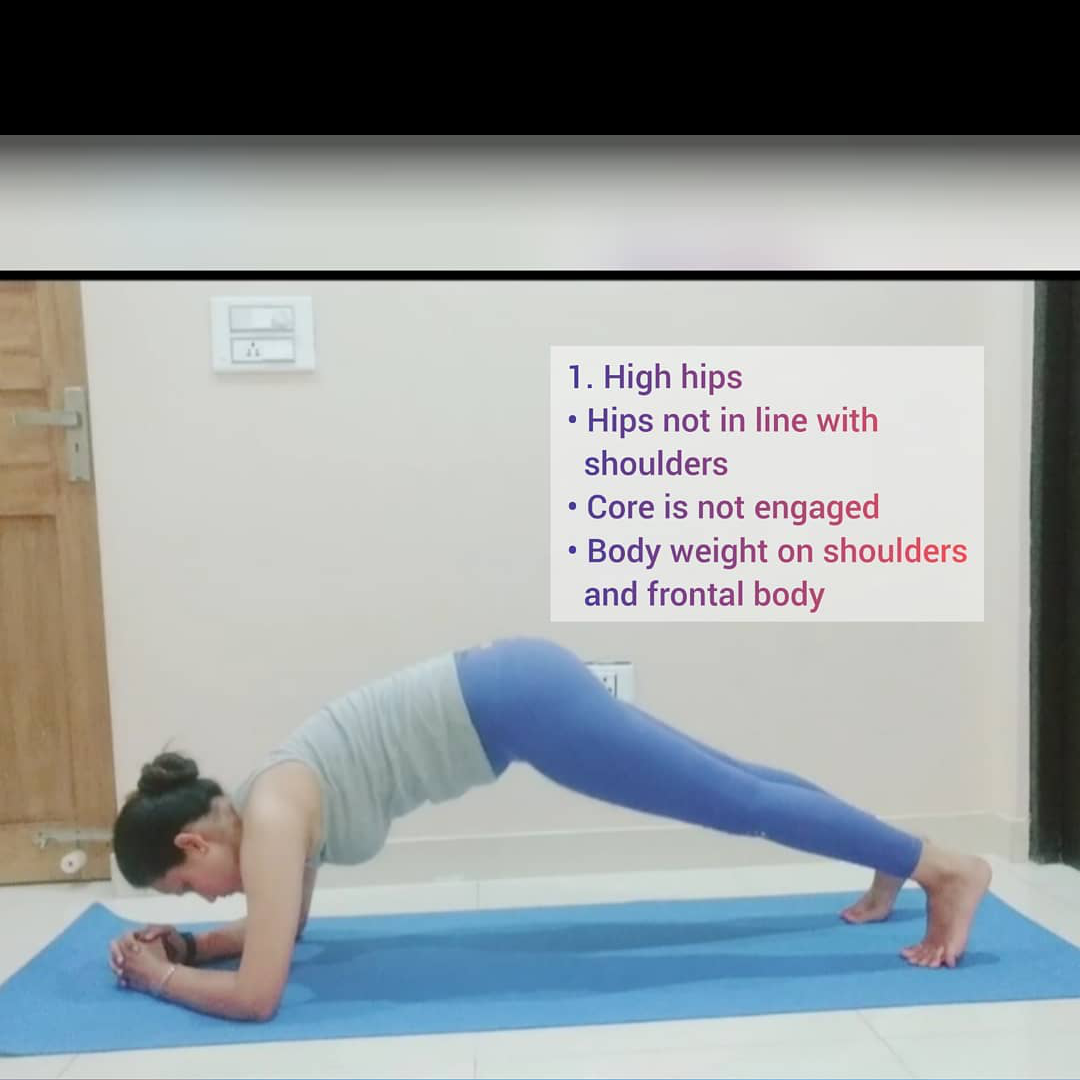 1. High hips
• Hips not in line with
shoulders
• Core is not engaged
• Body weight on shoulders
and frontal body